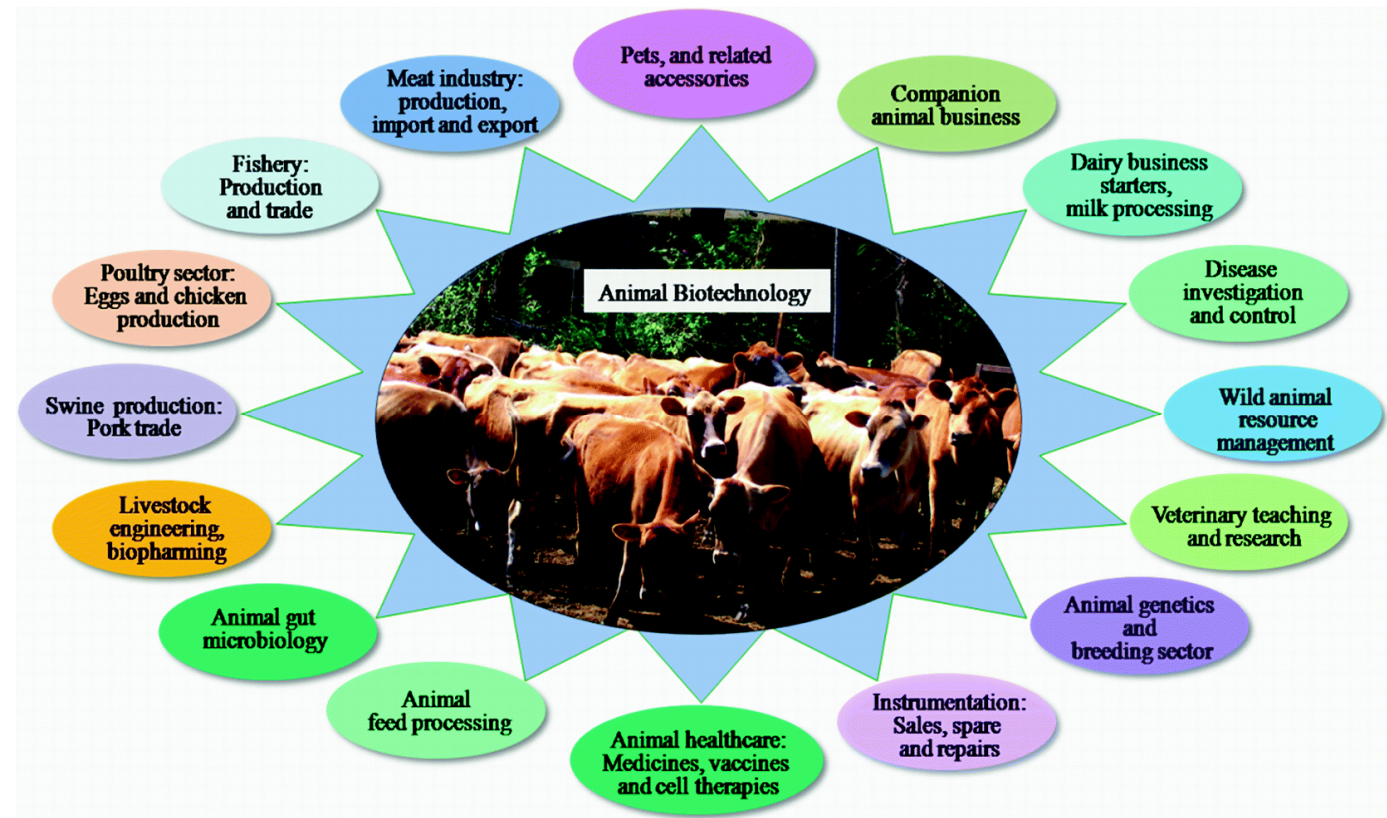 Pets, and related
accessories
Companion
animal business
Dairy business
starters,
milk processing
Disease
investigation
and control
Wild animal
resource
management
Veterinary teaching
and research
Animal genetics
and
breeding sector
Instrumentation:
Sales, spare
and repairs
Animal healthcare:
Medicines, vaccines
and cell therapies
Animal
feed processing
Animal gut
microbiology
Livestock
engineering,
biopharming
Swine production:
Pork trade
Poultry sector:
Eggs and chicken
production
Fishery:
Production
and trade
Meat industry:
production,
import and export
Animal Biotechnology